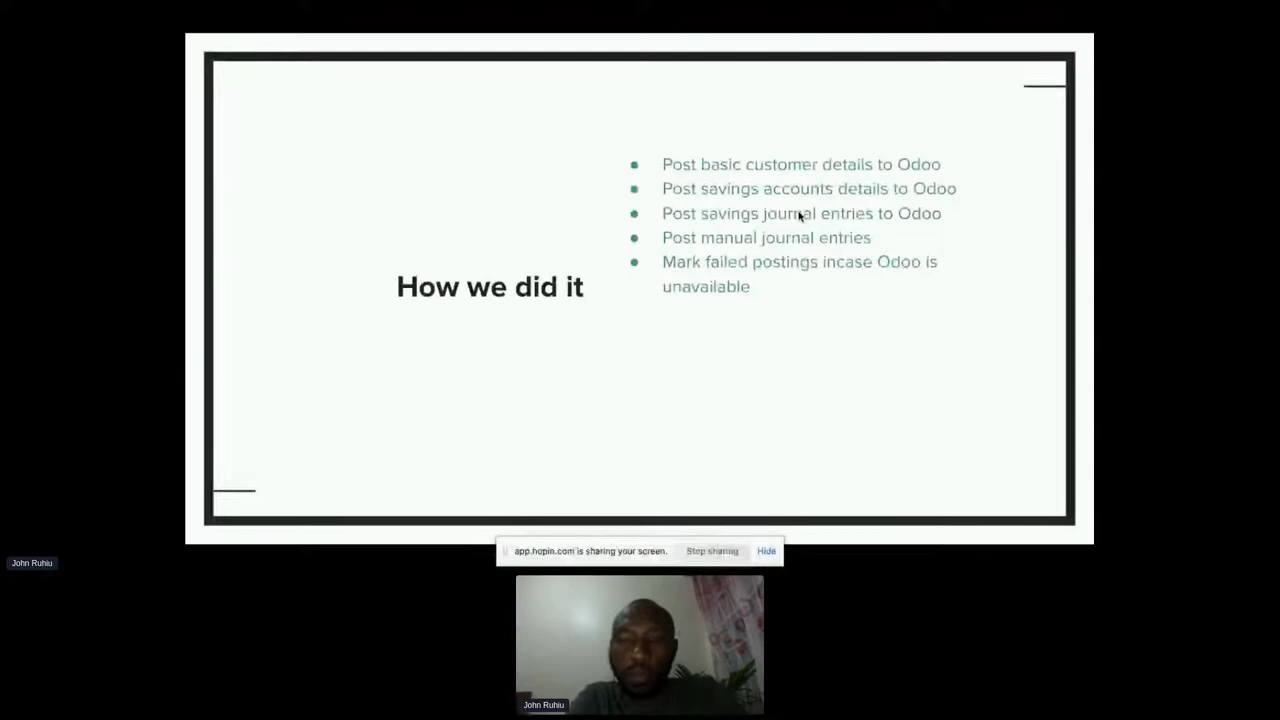 Post basic customer details to Odoo
Post savings accounts details to Odoo
Post savings journal entries to Odoo
Post manual journal entries
Mark failed postings incase Odoo is
unavailable
How we did it
app.hopin.com is sharing your screen. Stop sharing Hide
John Ruhiu
John Ruhiu